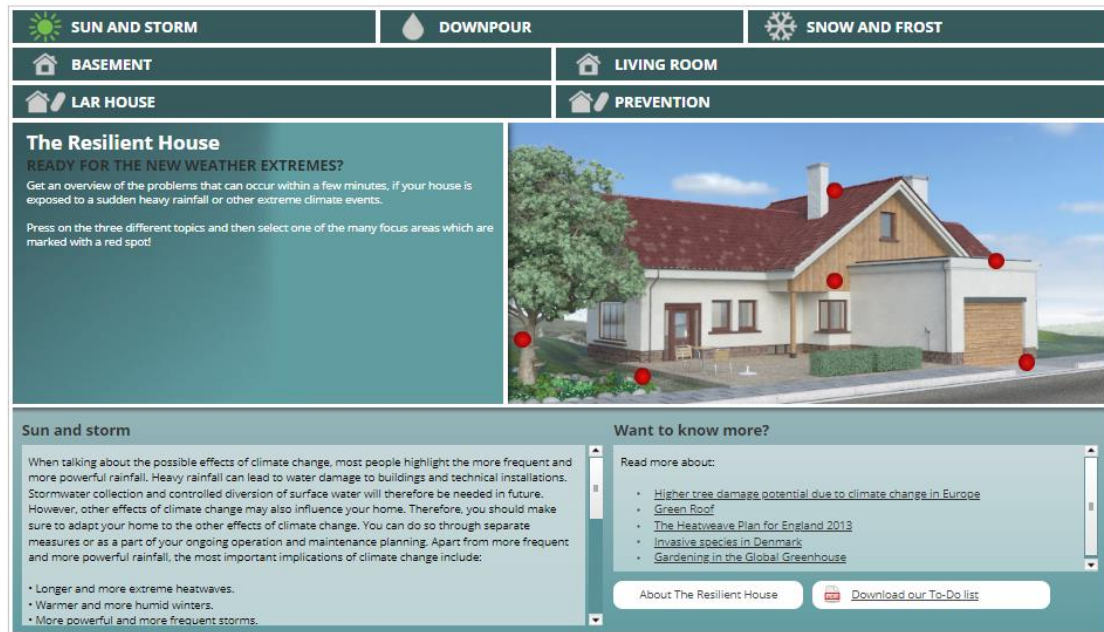 SUN AND STORM
DOWNPOUR
SNOW AND FROST
BASEMENT
LIVING ROOM
LAR HOUSE
PREVENTION
The Resilient House
READY FOR THE NEW WEATHER EXTREMES?
Get an overview of the problems that can occur within a few minutes, if your house is
exposed to a sudden heavy rainfall or other extreme climate events.
Press on the three different topics and then select one of the many focus areas which are
marked with a red spot!
Sun and storm
When talking about the possible effects of climate change, most people highlight the more frequent and
more powerful rainfall. Heavy rainfall can lead to water damage to buildings and technical installations.
Stormwater collection and controlled diversion of surface water will therefore be needed in future.
However, other effects of climate change may also influence your home. Therefore, you should make
sure to adapt your home to the other effects of climate change. You can do so through separate
measures or as a part of your ongoing operation and maintenance planning. Apart from more frequent
and more powerful rainfall, the most important implications of climate change include:
• Longer and more extreme heatwaves.
• Warmer and more humid winters.
• More powerful and more frequent storms.
Want to know more?
Read more about:
• Higher tree damage potential due to climate change in Europe
• Green Roof
• The Heatweave Plan for England 2013
• Invasive species in Denmark
• Gardening in the Global Greenhouse
About The Resilient House
Download our To-Do list